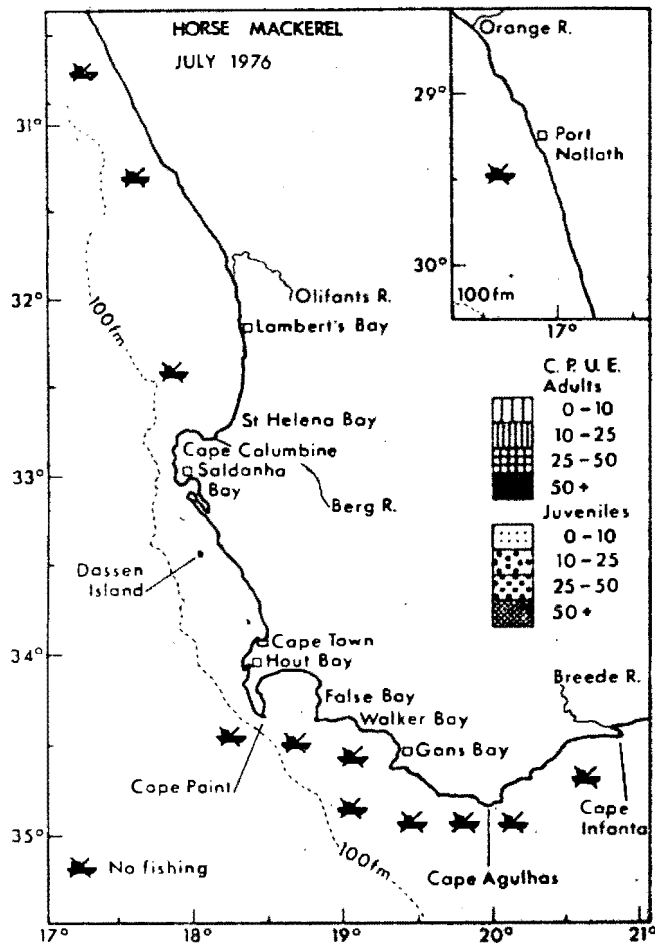 HORSE MACKEREL
JULY 1976
Orange R.
29°
Port
Nollath
30°
100fm
17°
31°
32°
33°
34°
35°
100fm
Olifants R.
Lambert's Bay
St Helena Bay
Cape Columbine
Saldanha
Bay
Berg R.
Dassen
Island
Cape Town
Hout Bay
False Bay
Walker Bay
Gans Bay
Breede R.
Cape Point
Cape
Infanta
Cape Agulhas
100fm
No fishing
C. P. U. E.
Adults
0-10
10-25
25-50
50+
Juveniles
0-10
10-25
25-50
50+
17°
18°
19°
20°
21°